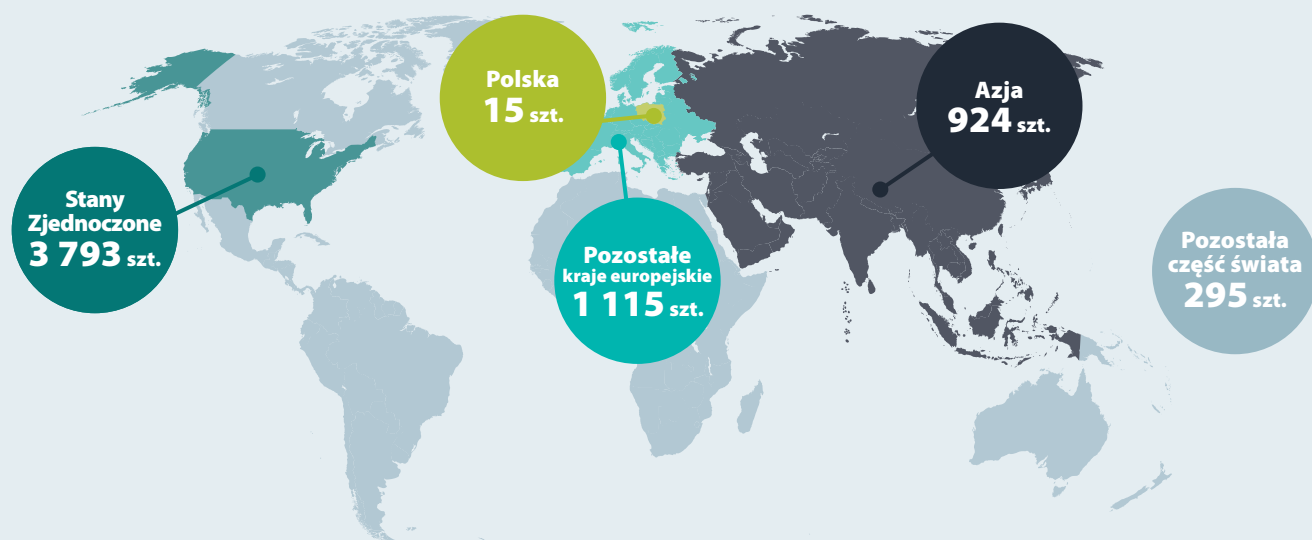 Polska
15 szt.
Azja
924 szt.
Stany
Zjednoczone
3 793 szt.
Pozostałe
kraje europejskie
1 115 szt.
Pozostała
część świata
295 szt.